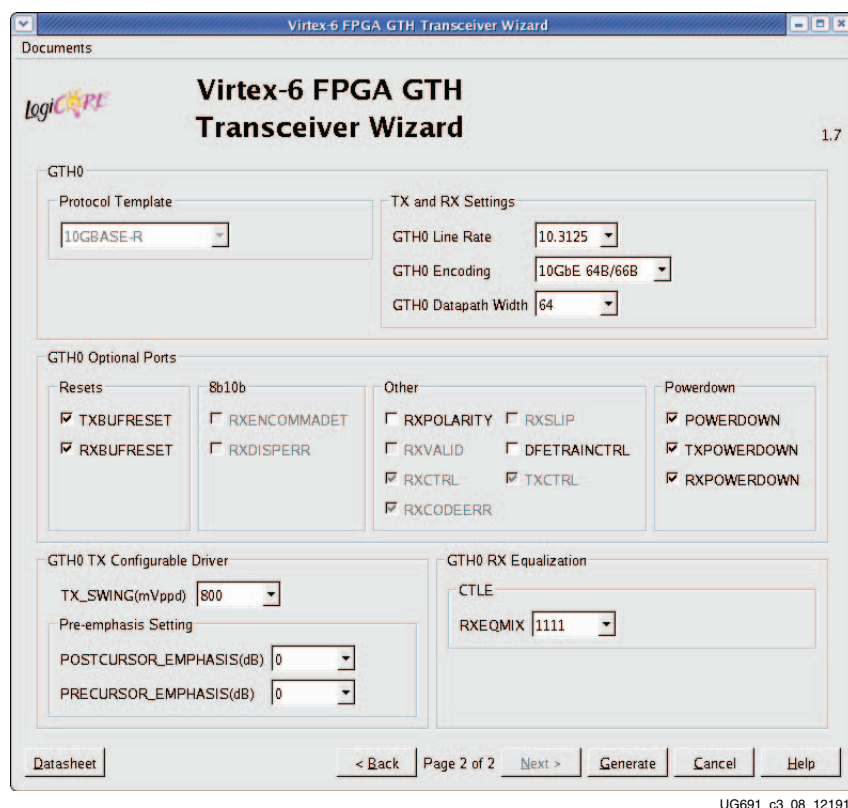 Virtex-6 FPGA GTH Transceiver Wizard
Documents
LogiCORE
Virtex-6 FPGA GTH
Transceiver Wizard
1.7
GTH0
Protocol Template
10GBASE-R
TX and RX Settings
GTH0 Line Rate 10.3125
GTH0 Encoding 10GbE 64B/66B
GTH0 Datapath Width 64
GTH0 Optional Ports
Resets
TXBUFRESET
RXBUFRESET
8b10b
RXENCOMMADET
RXDISPERR
Other
RXPOLARITY RXSLIP
RXVALID DFETRAINCTRL
RXCTRL TXCTRL
RXCODEERR
Powerdown
POWERDOWN
TXPOWERDOWN
RXPOWERDOWN
GTH0 TX Configurable Driver
TX_SWING(mVppd) 800
Pre-emphasis Setting
POSTCURSOR_EMPHASIS(dB) 0
PRECURSOR_EMPHASIS(dB) 0
GTH0 RX Equalization
CTLE
RXEQMIX 1111
Datasheet < Back Page 2 of 2 Next > Generate Cancel Help
UG691_c3_08_12191